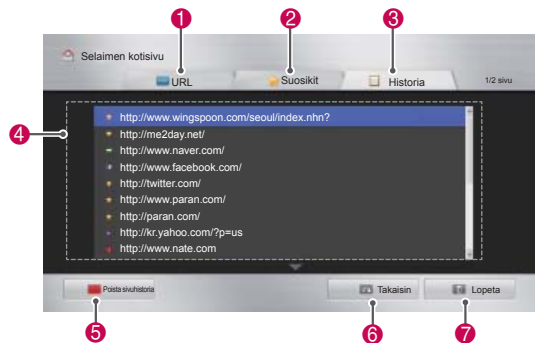 1 2 3
Selaimen kotisivu
URL Suosikit Historia 1/2 sivu
4
http://www.wingspoon.com/seoul/index.nhn?
http://me2day.net/
http://www.naver.com/
http://www.facebook.com/
http://twitter.com/
http://www.paran.com/
http://paran.com/
http://kr.yahoo.com/?p=us
http://www.nate.com
Poista sivuhistoria Takaisin Lopeta
5 6 7